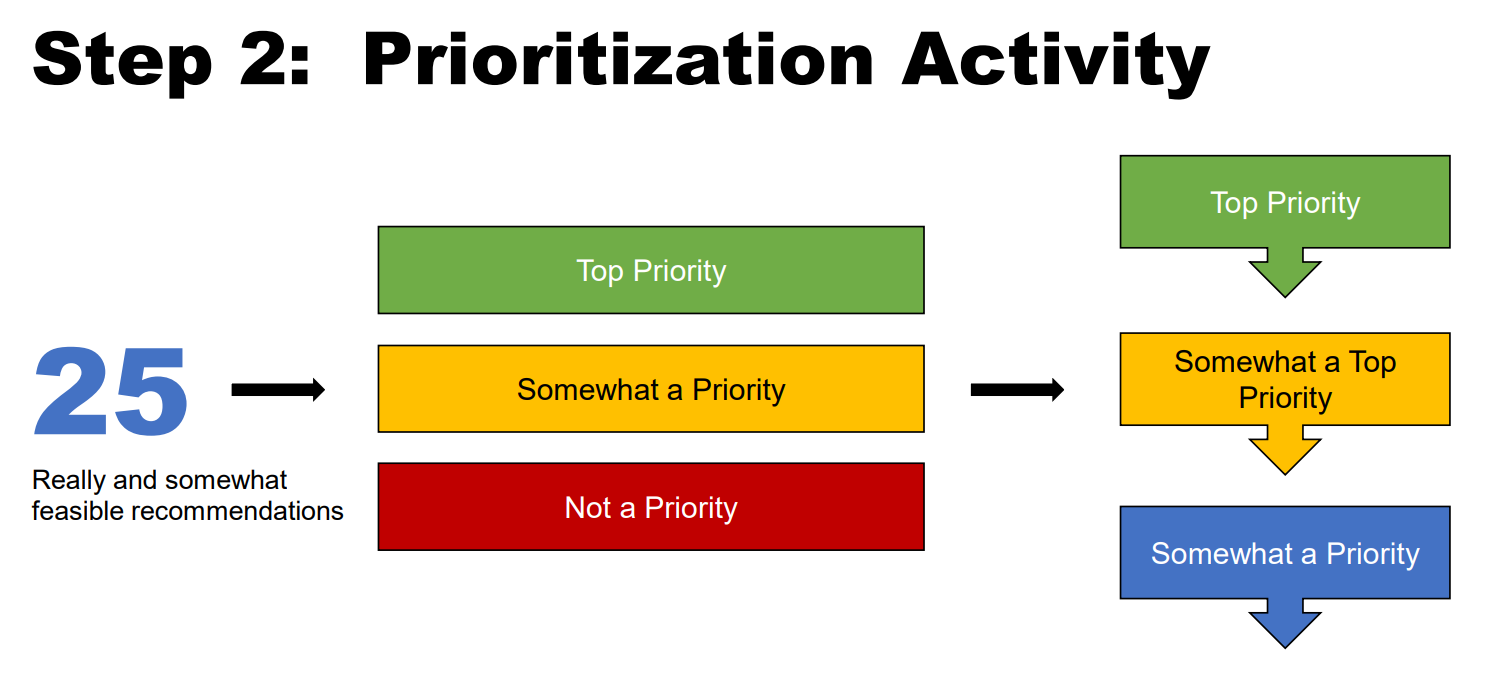 Step 2:  Prioritization Activity
25
Really and somewhat
feasible recommendations
Top Priority
Somewhat a Priority
Not a Priority
Top Priority
Somewhat a Top
Priority
Somewhat a Priority